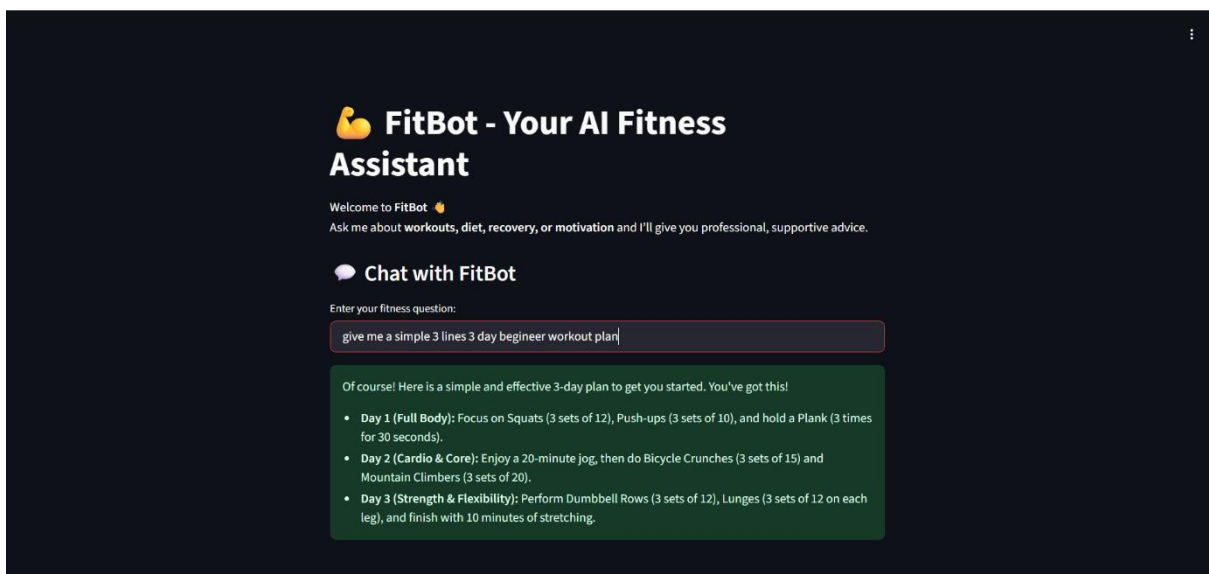 FitBot - Your AI Fitness
Assistant
Welcome to FitBot
Ask me about workouts, diet, recovery, or motivation and I'll give you professional, supportive advice.
Chat with FitBot
Enter your fitness question:
give me a simple 3 lines 3 day begineer workout plan
Of course! Here is a simple and effective 3-day plan to get you started. You've got this!
• Day 1 (Full Body): Focus on Squats (3 sets of 12), Push-ups (3 sets of 10), and hold a Plank (3 times
for 30 seconds).
• Day 2 (Cardio & Core): Enjoy a 20-minute jog, then do Bicycle Crunches (3 sets of 15) and
Mountain Climbers (3 sets of 20).
• Day 3 (Strength & Flexibility): Perform Dumbbell Rows (3 sets of 12), Lunges (3 sets of 12 on each
leg), and finish with 10 minutes of stretching.